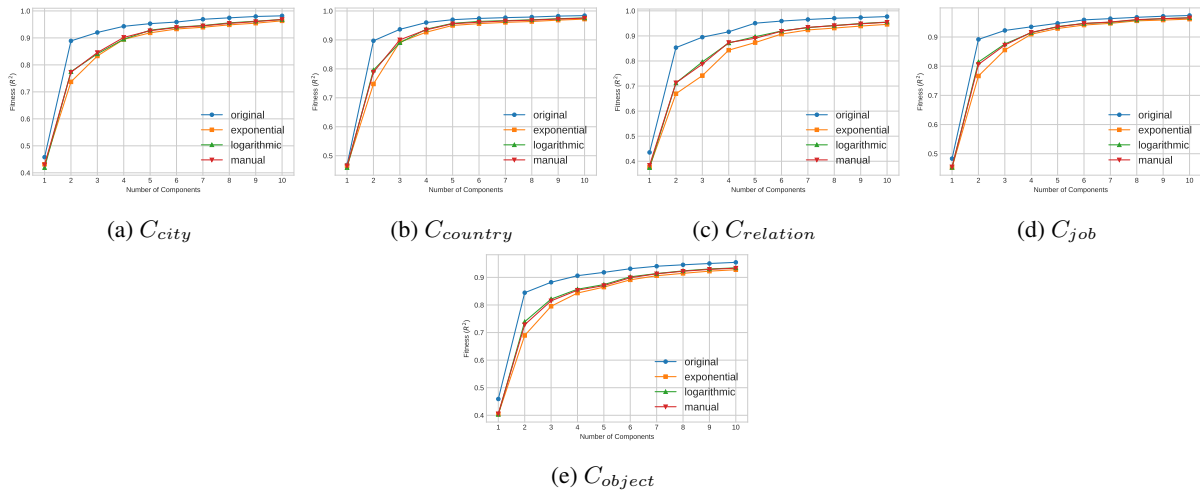 1.0
0.9
0.8
0.7
0.6
0.5
0.4
Fitness (R²)
1 2 3 4 5 6 7 8 9 10
Number of Components
original
exponential
logarithmic
manual
(a) C_city
1.0
0.9
0.8
0.7
0.6
0.5
Fitness (R²)
1 2 3 4 5 6 7 8 9 10
Number of Components
original
exponential
logarithmic
manual
(b) C_country
1.0
0.9
0.8
0.7
0.6
0.5
0.4
Fitness (R²)
1 2 3 4 5 6 7 8 9 10
Number of Components
original
exponential
logarithmic
manual
(c) C_relation
1.0
0.9
0.8
0.7
0.6
0.5
Fitness (R²)
1 2 3 4 5 6 7 8 9 10
Number of Components
original
exponential
logarithmic
manual
(d) C_job
0.9
0.8
0.7
0.6
0.5
0.4
Fitness (R²)
1 2 3 4 5 6 7 8 9 10
Number of Components
original
exponential
logarithmic
manual
(e) C_object